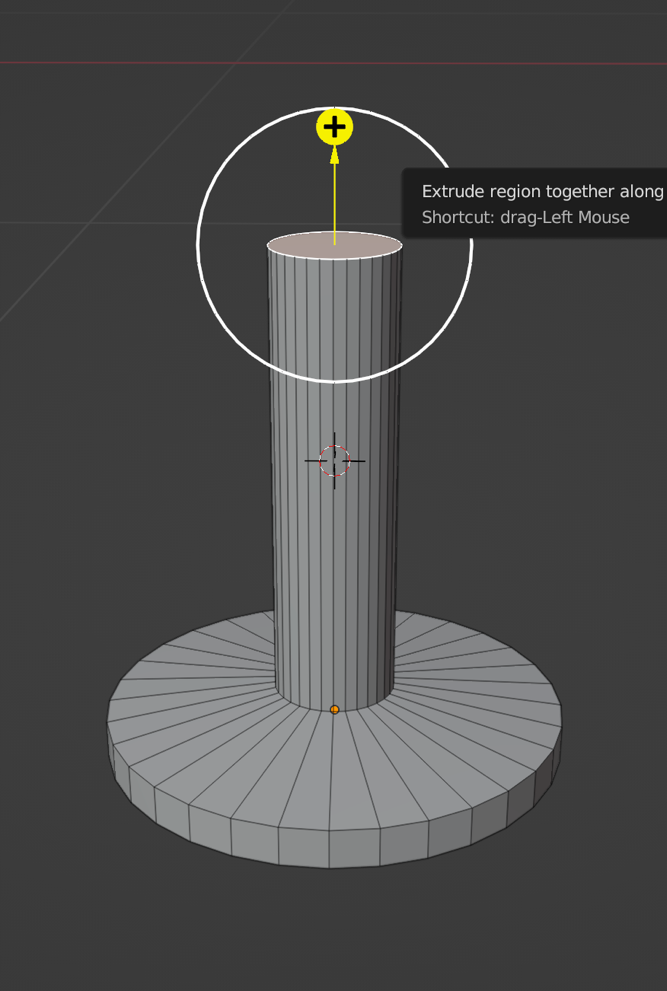 Extrude region together along
Shortcut: drag-Left Mouse